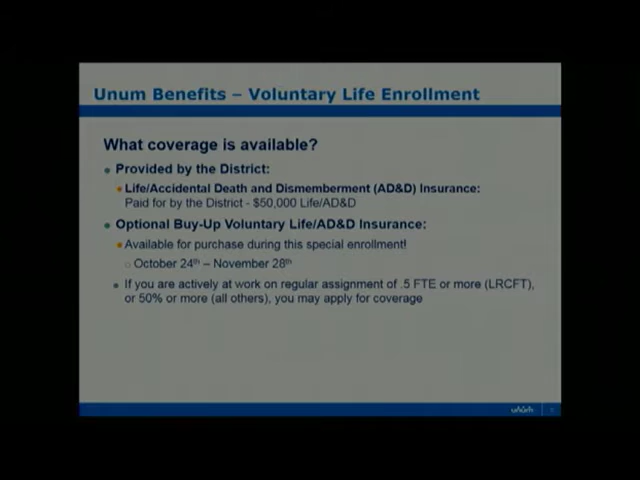 Unum Benefits – Voluntary Life Enrollment
What coverage is available?
Provided by the District:
Life/Accidental Death and Dismemberment (AD&D) Insurance:
Paid for by the District - $50,000 Life/AD&D
Optional Buy-Up Voluntary Life/AD&D Insurance:
Available for purchase during this special enrollment!
October 24th – November 28th
If you are actively at work on regular assignment of .5 FTE or more (LRCFT),
or 50% or more (all others), you may apply for coverage
unum